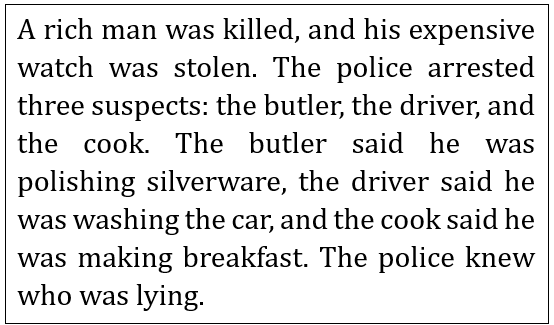 A rich man was killed, and his expensive
watch was stolen. The police arrested
three suspects: the butler, the driver, and
the cook. The butler said he was
polishing silverware, the driver said he
was washing the car, and the cook said he
was making breakfast. The police knew
who was lying.